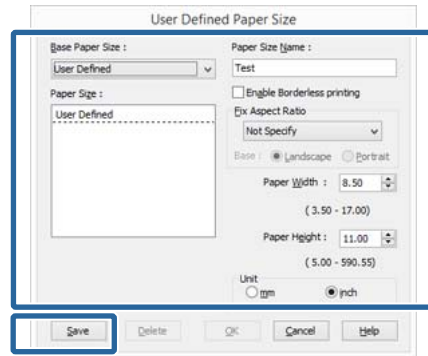 User Defined Paper Size
Base Paper Size :
User Defined
Paper Size :
User Defined
Paper Size Name :
Test
Enable Borderless printing
Fix Aspect Ratio
Not Specify
Base : Landscape Portrait
Paper Width : 8.50
( 3.50 - 17.00)
Paper Height : 11.00
( 5.00 - 590.55)
Unit
mm inch
Save Delete OK Cancel Help